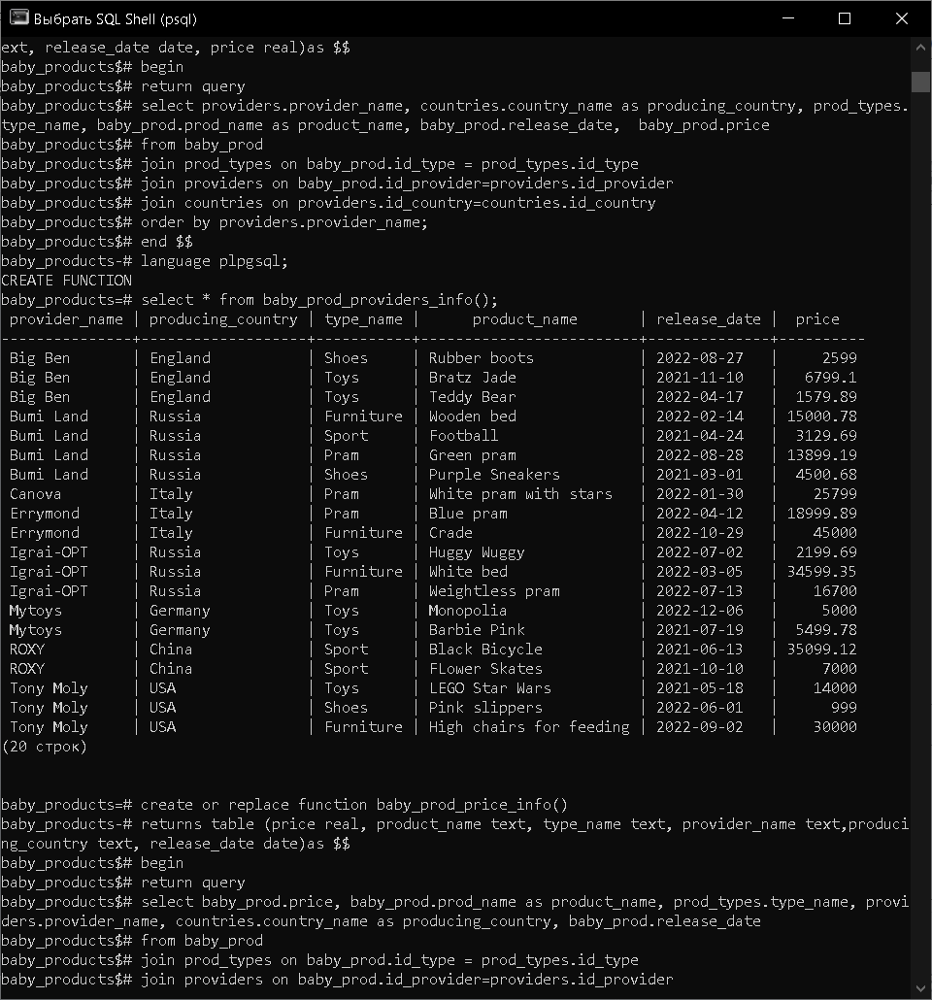 Выбрать SQL Shell (psql)
ext, release_date date, price real)as $$
baby_products$# begin
baby_products$# return query
baby_products$# select providers.provider_name, countries.country_name as producing_country, prod_types.
type_name, baby_prod.prod_name as product_name, baby_prod.release_date,  baby_prod.price
baby_products$# from baby_prod
baby_products$# join prod_types on baby_prod.id_type = prod_types.id_type
baby_products$# join providers on baby_prod.id_provider=providers.id_provider
baby_products$# join countries on providers.id_country=countries.id_country
baby_products$# order by providers.provider_name;
baby_products$# end $$
baby_products-# language plpgsql;
CREATE FUNCTION
baby_products=# select * from baby_prod_providers_info();
 provider_name | producing_country | type_name |      product_name       | release_date |  price
---------------+-------------------+-----------+-------------------------+--------------+----------
 Big Ben       | England           | Shoes     | Rubber boots            | 2022-08-27   |     2599
 Big Ben       | England           | Toys      | Bratz Jade              | 2021-11-10   |   6799.1
 Big Ben       | England           | Toys      | Teddy Bear              | 2022-04-17   |  1579.89
 Bumi Land     | Russia            | Furniture | Wooden bed              | 2022-02-14   | 15000.78
 Bumi Land     | Russia            | Sport     | Football                | 2021-04-24   |  3129.69
 Bumi Land     | Russia            | Pram      | Green pram              | 2022-08-28   | 13899.19
 Bumi Land     | Russia            | Shoes     | Purple Sneakers         | 2021-03-01   |  4500.68
 Canova        | Italy             | Pram      | White pram with stars   | 2022-01-30   |    25799
 Errymond      | Italy             | Pram      | Blue pram               | 2022-04-12   | 18999.89
 Errymond      | Italy             | Furniture | Crade                   | 2022-10-29   |    45000
 Igrai-OPT     | Russia            | Toys      | Huggy Wuggy             | 2022-07-02   |  2199.69
 Igrai-OPT     | Russia            | Furniture | White bed               | 2022-03-05   | 34599.35
 Igrai-OPT     | Russia            | Pram      | Weightless pram         | 2022-07-13   |    16700
 Mytoys        | Germany           | Toys      | Monopolia               | 2022-12-06   |     5000
 Mytoys        | Germany           | Toys      | Barbie Pink             | 2021-07-19   |  5499.78
 ROXY          | China             | Sport     | Black Bicycle           | 2021-06-13   | 35099.12
 ROXY          | China             | Sport     | FLower Skates           | 2021-10-10   |     7000
 Tony Moly     | USA               | Toys      | LEGO Star Wars          | 2021-05-18   |    14000
 Tony Moly     | USA               | Shoes     | Pink slippers           | 2022-06-01   |      999
 Tony Moly     | USA               | Furniture | High chairs for feeding | 2022-09-02   |    30000
(20 строк)
baby_products=# create or replace function baby_prod_price_info()
baby_products-# returns table (price real, product_name text, type_name text, provider_name text,produci
ng_country text, release_date date)as $$
baby_products$# begin
baby_products$# return query
baby_products$# select baby_prod.price, baby_prod.prod_name as product_name, prod_types.type_name, provi
ders.provider_name, countries.country_name as producing_country, baby_prod.release_date
baby_products$# from baby_prod
baby_products$# join prod_types on baby_prod.id_type = prod_types.id_type
baby_products$# join providers on baby_prod.id_provider=providers.id_provider